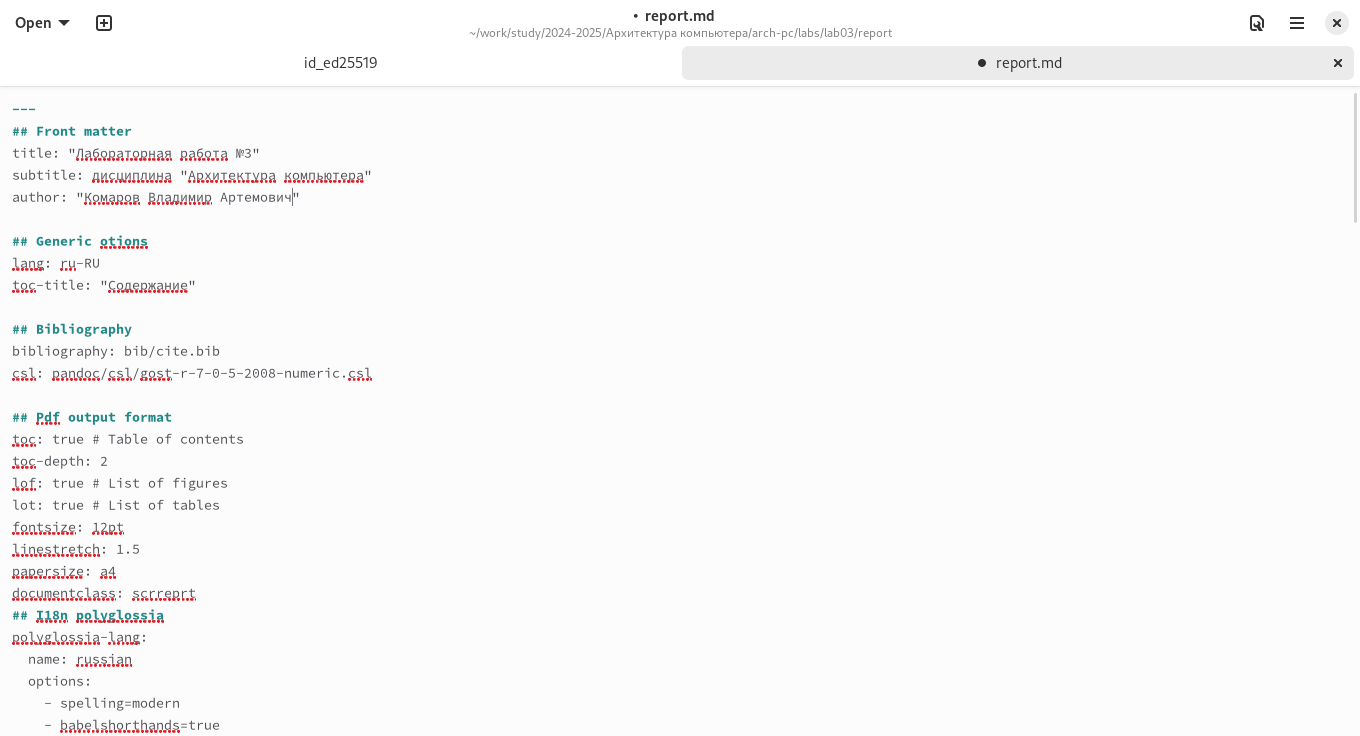 Open
• report.md
~/work/study/2024-2025/Архитектура компьютера/arch-pc/labs/lab03/report
id_ed25519
● report.md
---
## Front matter
title: "Лабораторная работа №3"
subtitle: дисциплина "Архитектура компьютера"
author: "Комаров Владимир Артемович"
## Generic otions
lang: ru-RU
toc-title: "Содержание"
## Bibliography
bibliography: bib/cite.bib
csl: pandoc/csl/gost-r-7-0-5-2008-numeric.csl
## Pdf output format
toc: true # Table of contents
toc-depth: 2
lof: true # List of figures
lot: true # List of tables
fontsize: 12pt
linestretch: 1.5
papersize: a4
documentclass: scrreprt
## I18n polyglossia
polyglossia-lang:
  name: russian
  options:
    - spelling=modern
    - babelshorthands=true